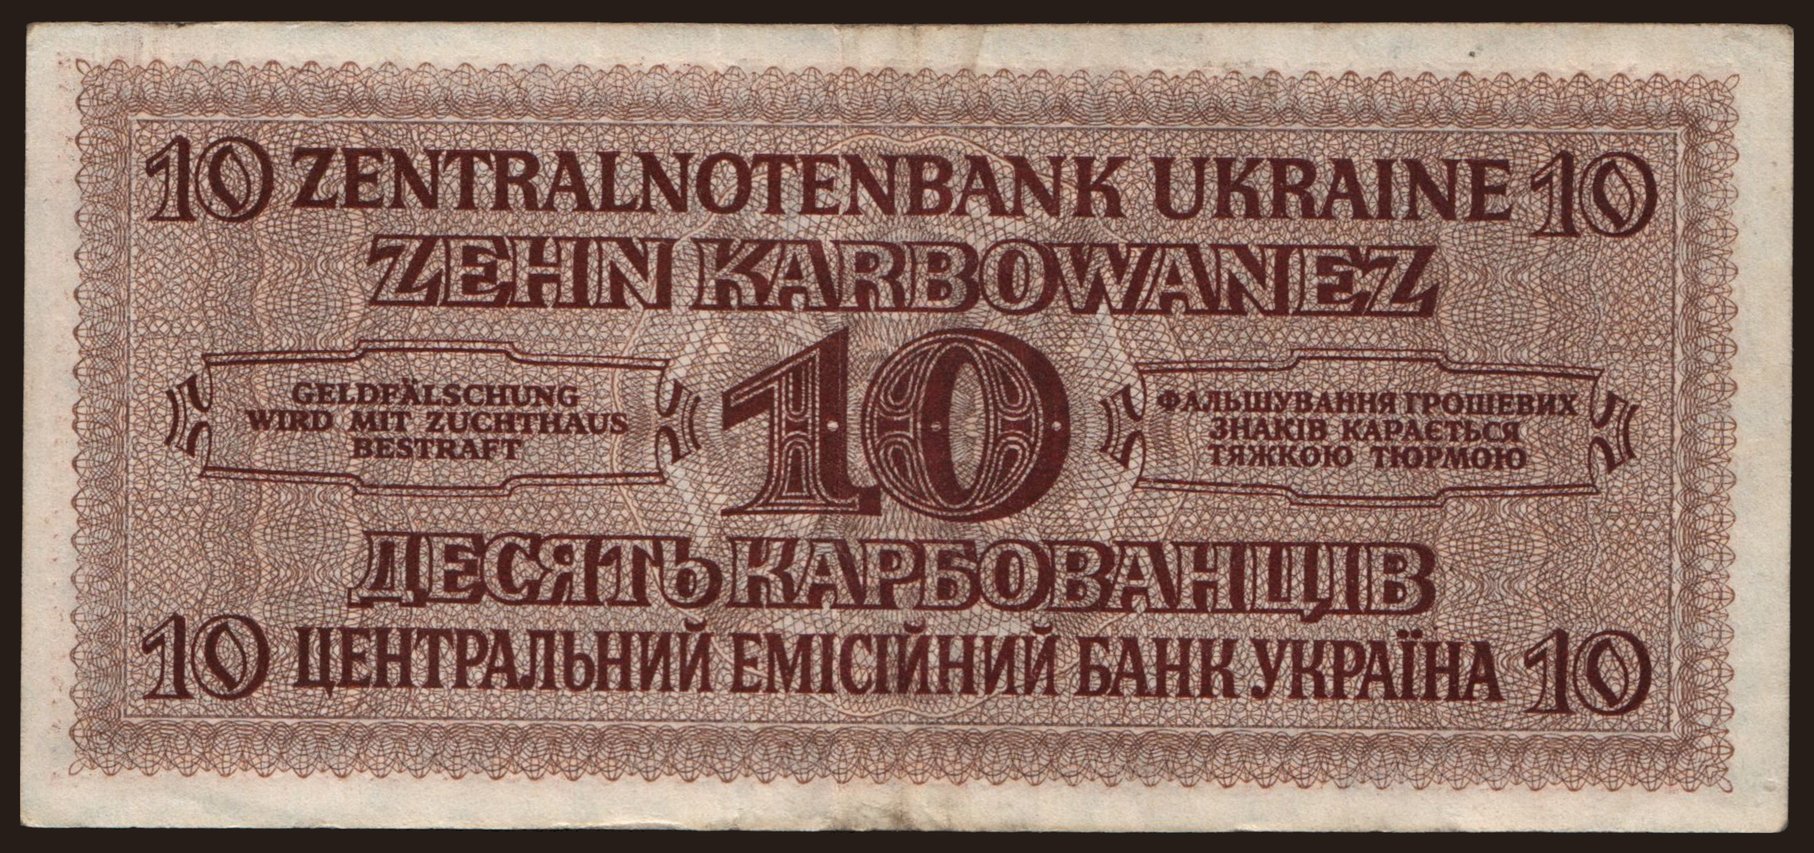 10 ZENTRALNOTENBANK UKRAINE 10
ZEHN KARBOWANEZ
GELDFÄLSCHUNG
WIRD MIT ZUCHTHAUS
BESTRAFT
10
ФАЛЬШУВАННЯ ГРОШЕВИХ
ЗНАКІВ КАРАЄТЬСЯ
ТЯЖКОЮ ТЮРМОЮ
ДЕСЯТЬ КАРБОВАНЦІВ
10 ЦЕНТРАЛЬНИЙ ЕМІСІЙНИЙ БАНК УКРАЇНА 10